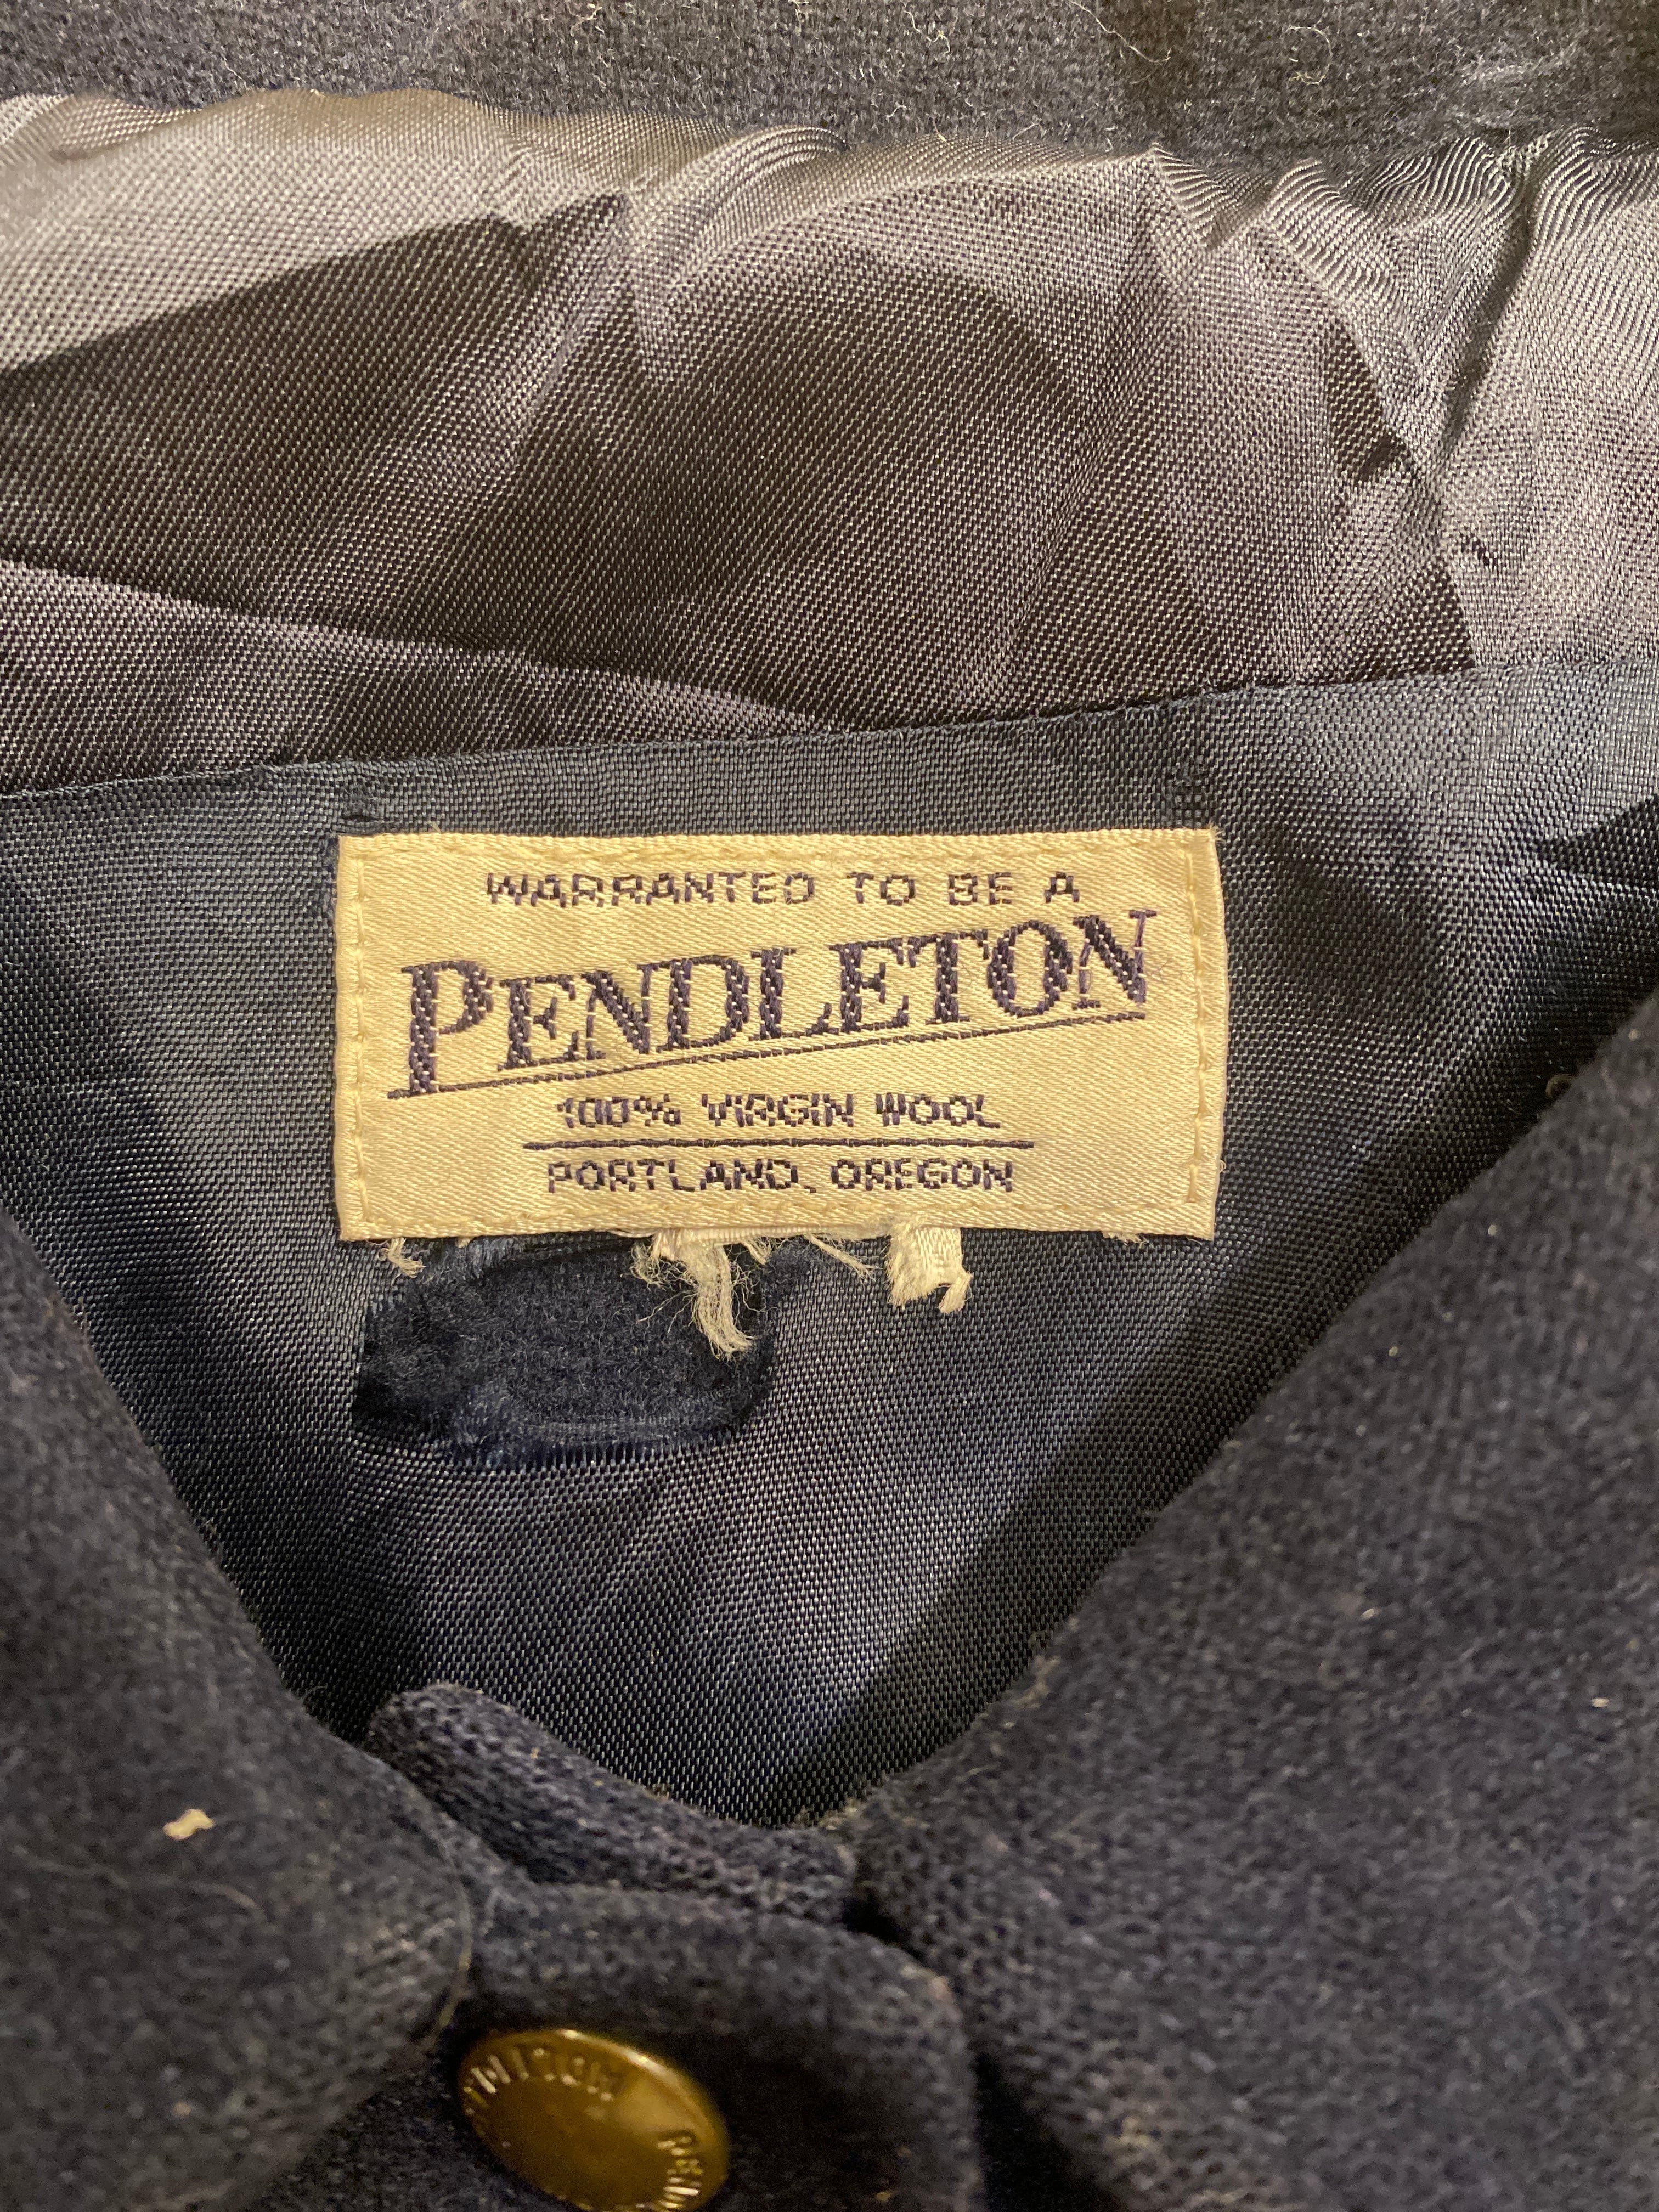 WARRANTED TO BE A
PENDLETON
100% VIRGIN WOOL
PORTLAND, OREGON